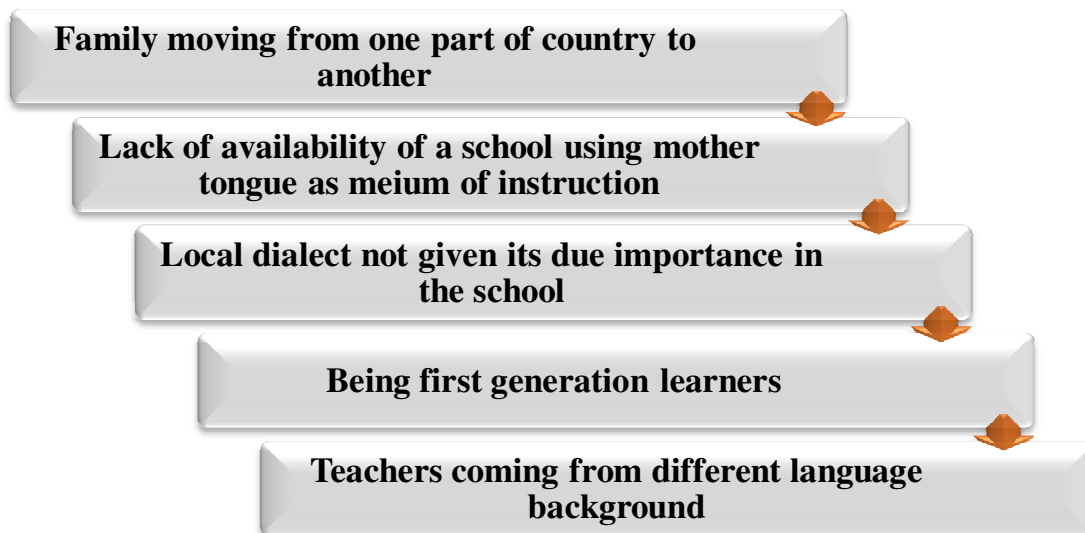 Family moving from one part of country to
another
Lack of availability of a school using mother
tongue as meium of instruction
Local dialect not given its due importance in
the school
Being first generation learners
Teachers coming from different language
background